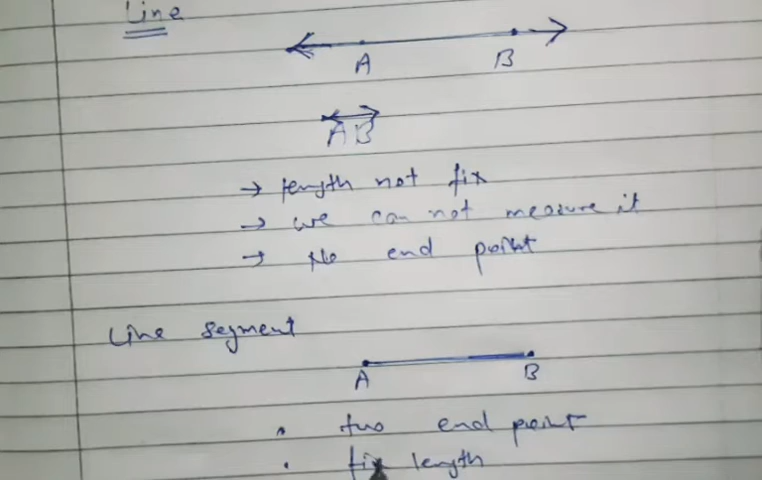 Line
A B
AB
→ length not fix
→ we can not measure it
→ No end point
Line segment
A B
• two end point
• fix length